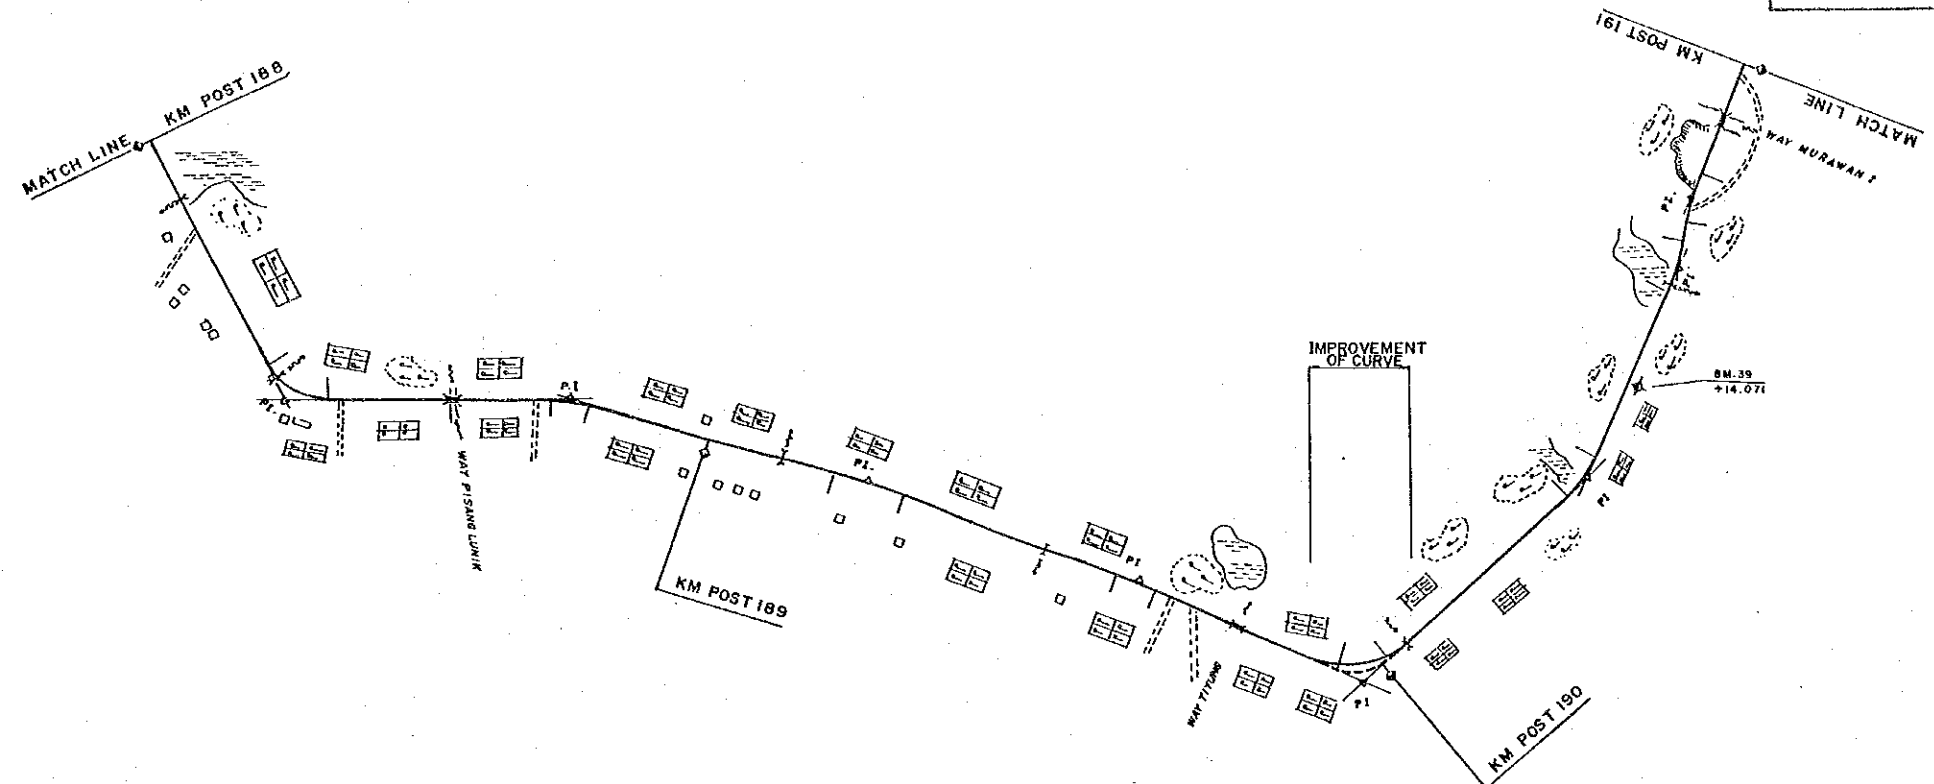 KM POST 188
MATCH LINE
KM POST 191
MATCH LINE
WAY MURAWAN
P.I.
P.I.
IMPROVEMENT
OF CURVE
BM-39
+14.071
P.I.
P.I
P.I.
P.I
P.I
P.I
WAY PISANG LUNIK
KM POST 189
WAY TITUNG
KM POST 190